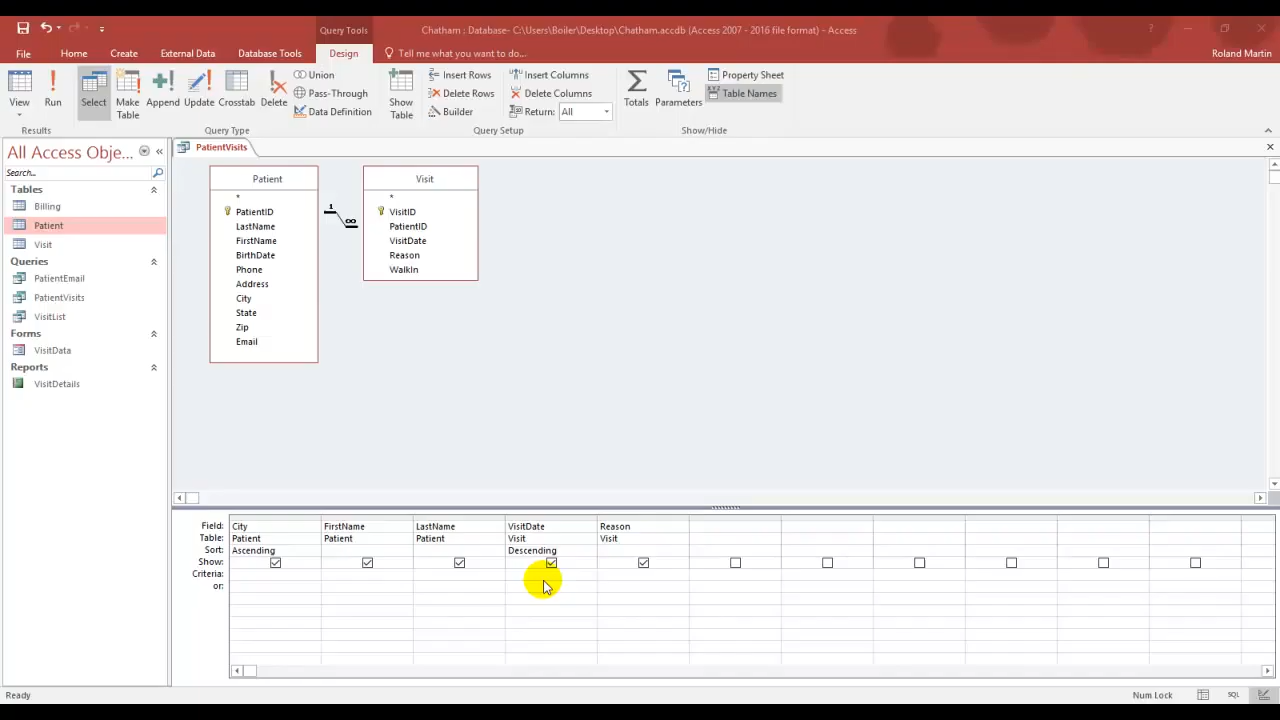 Query Tools
Chatham : Database- C:\Users\Boiler\Desktop\Chatham.accdb (Access 2007 - 2016 file format) - Access
?
File Home Create External Data Database Tools Design Tell me what you want to do... Roland Martin
View
Run
Select
Make Table
Append
Update
Crosstab
Delete
Union
Pass-Through
Data Definition
Show Table
Insert Rows
Delete Rows
Builder
Insert Columns
Delete Columns
Return: All
Totals
Parameters
Property Sheet
XYZ Table Names
Results Query Type Query Setup Show/Hide
All Access Obje...
Search...
Tables
Billing
Patient
Visit
Queries
PatientEmail
PatientVisits
VisitList
Forms
VisitData
Reports
VisitDetails
PatientVisits
Patient
*
PatientID
LastName
FirstName
BirthDate
Phone
Address
City
State
Zip
Email
1
∞
Visit
*
VisitID
PatientID
VisitDate
Reason
WalkIn
Field: City FirstName LastName VisitDate Reason
Table: Patient Patient Patient Visit Visit
Sort: Ascending Descending
Show:
Criteria:
or:
Ready Num Lock SQL